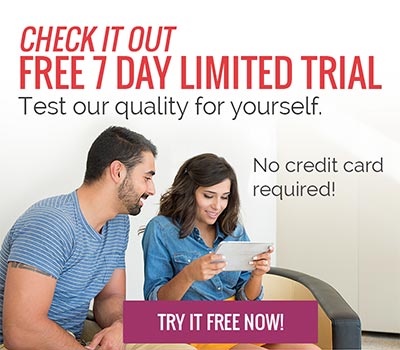 CHECK IT OUT
FREE 7 DAY LIMITED TRIAL
Test our quality for yourself.
No credit card
required!
TRY IT FREE NOW!